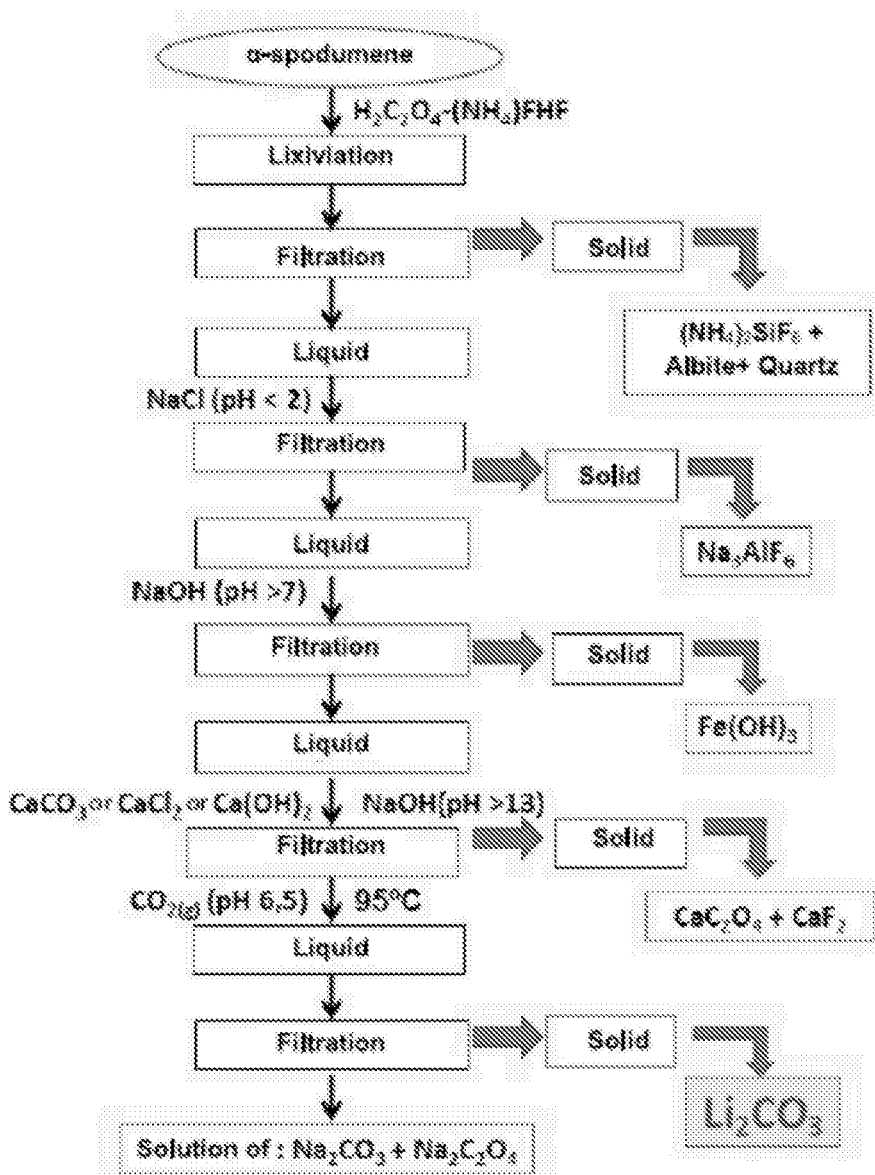 α-spodumene
H₂C₂O₄-(NH₄)FHF
Lixiviation
Filtration
Solid
(NH₄)₂SiF₆ +
Albite+ Quartz
Liquid
NaCl (pH < 2)
Filtration
Solid
Na₃AlF₆
Liquid
NaOH (pH >7)
Filtration
Solid
Fe(OH)₃
Liquid
CaCO₃ or CaCl₂ or Ca(OH)₂
NaOH(pH >13)
Filtration
Solid
CaC₂O₄ + CaF₂
CO₂₍g₎ (pH 6,5)
95°C
Liquid
Filtration
Solid
Li₂CO₃
Solution of : Na₂CO₃ + Na₂C₂O₄